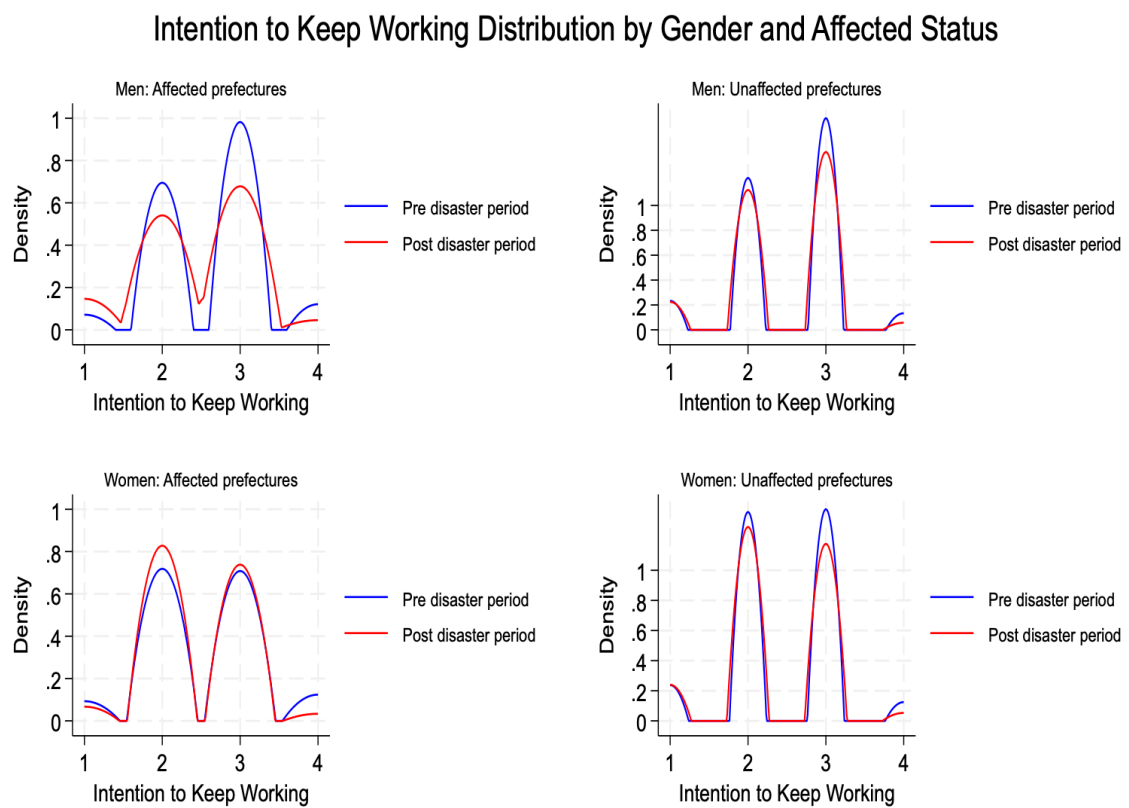 Intention to Keep Working Distribution by Gender and Affected Status
Men: Affected prefectures
1
.8
.6
.4
.2
0
Density
1 2 3 4
Intention to Keep Working
Pre disaster period
Post disaster period
Men: Unaffected prefectures
1
.8
.6
.4
.2
0
Density
1 2 3 4
Intention to Keep Working
Pre disaster period
Post disaster period
Women: Affected prefectures
1
.8
.6
.4
.2
0
Density
1 2 3 4
Intention to Keep Working
Pre disaster period
Post disaster period
Women: Unaffected prefectures
1
.8
.6
.4
.2
0
Density
1 2 3 4
Intention to Keep Working
Pre disaster period
Post disaster period